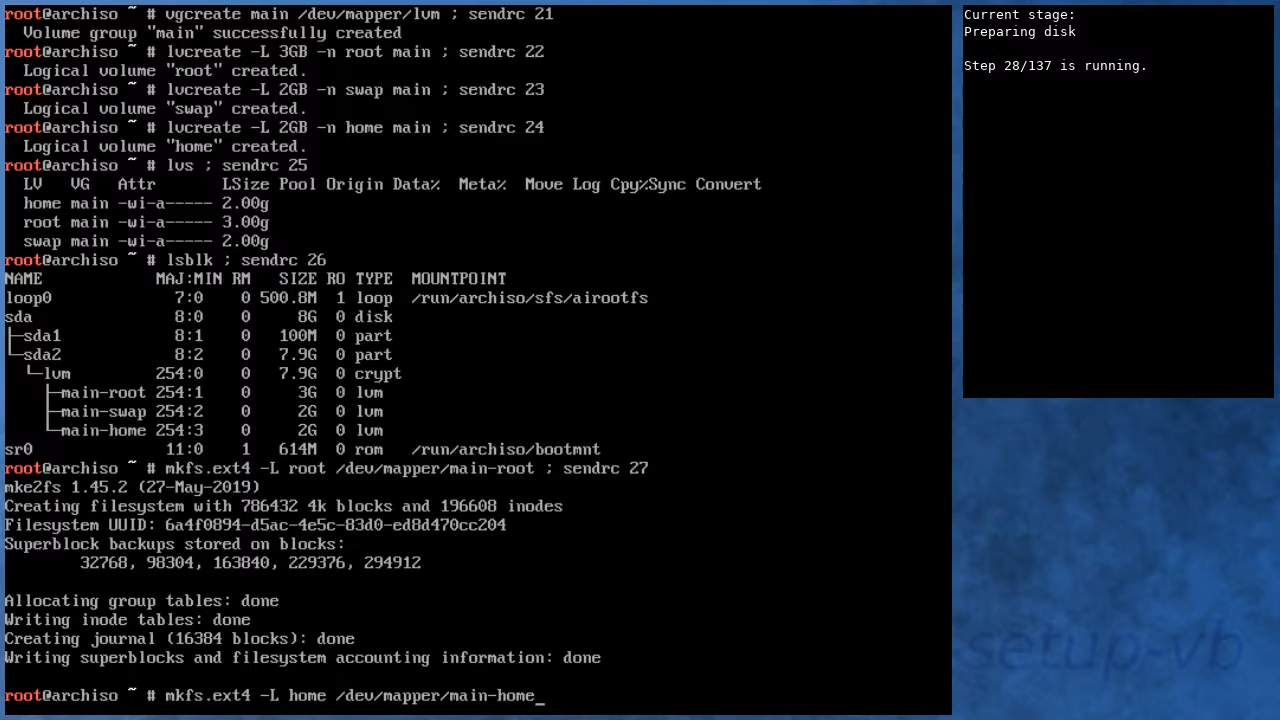 root@archiso ~ # vgcreate main /dev/mapper/lvm ; sendrc 21
  Volume group "main" successfully created
root@archiso ~ # lvcreate -L 3GB -n root main ; sendrc 22
  Logical volume "root" created.
root@archiso ~ # lvcreate -L 2GB -n swap main ; sendrc 23
  Logical volume "swap" created.
root@archiso ~ # lvcreate -L 2GB -n home main ; sendrc 24
  Logical volume "home" created.
root@archiso ~ # lvs ; sendrc 25
  LV   VG   Attr       LSize Pool Origin Data%  Meta%  Move Log Cpy%Sync Convert
  home main -wi-a----- 2.00g
  root main -wi-a----- 3.00g
  swap main -wi-a----- 2.00g
root@archiso ~ # lsblk ; sendrc 26
NAME            MAJ:MIN RM   SIZE RO TYPE  MOUNTPOINT
loop0             7:0    0 500.8M  1 loop  /run/archiso/sfs/airootfs
sda               8:0    0     8G  0 disk
├─sda1            8:1    0   100M  0 part
└─sda2            8:2    0   7.9G  0 part
  └─lvm         254:0    0   7.9G  0 crypt
    ├─main-root 254:1    0     3G  0 lvm
    ├─main-swap 254:2    0     2G  0 lvm
    └─main-home 254:3    0     2G  0 lvm
sr0              11:0    1   614M  0 rom   /run/archiso/bootmnt
root@archiso ~ # mkfs.ext4 -L root /dev/mapper/main-root ; sendrc 27
mke2fs 1.45.2 (27-May-2019)
Creating filesystem with 786432 4k blocks and 196608 inodes
Filesystem UUID: 6a4f0894-d5ac-4e5c-83d0-ed8d470cc204
Superblock backups stored on blocks:
        32768, 98304, 163840, 229376, 294912

Allocating group tables: done
Writing inode tables: done
Creating journal (16384 blocks): done
Writing superblocks and filesystem accounting information: done

root@archiso ~ # mkfs.ext4 -L home /dev/mapper/main-home_
Current stage:
Preparing disk

Step 28/137 is running.
setup-vb